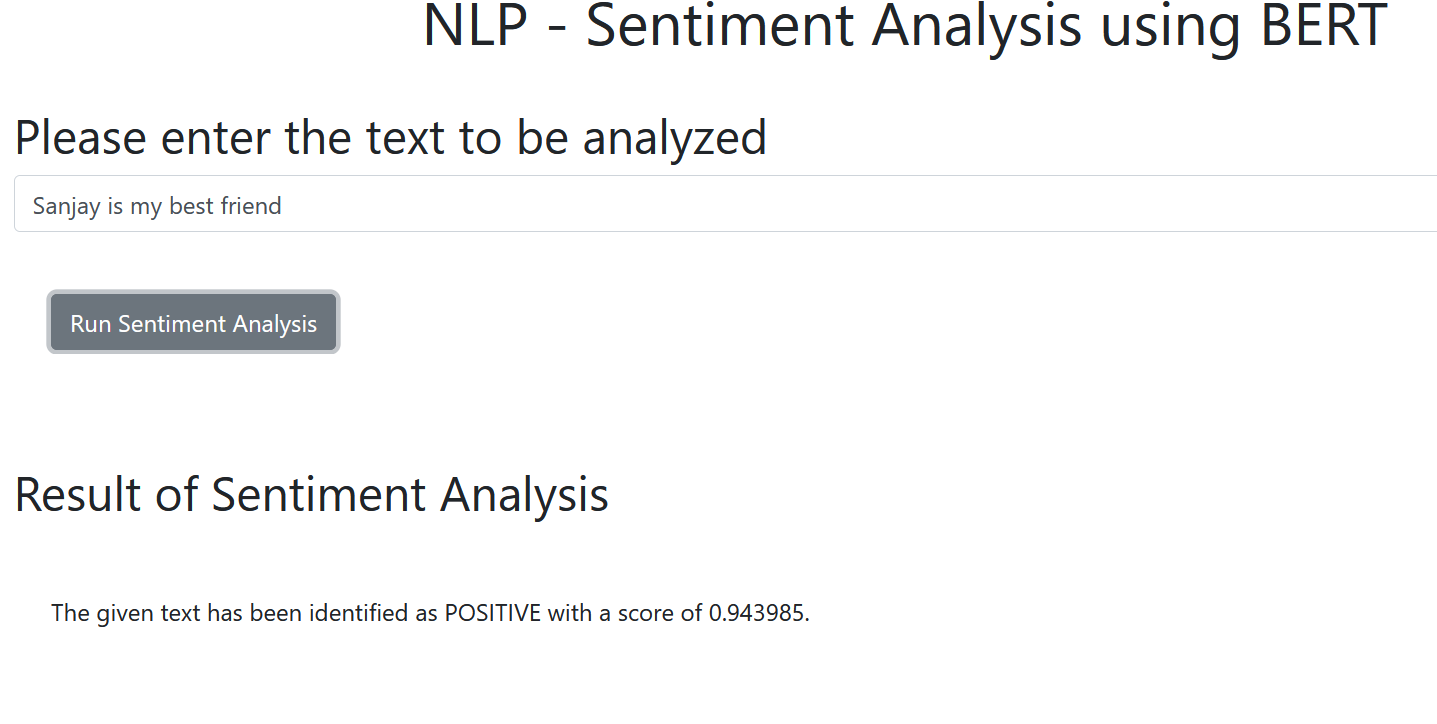 NLP - Sentiment Analysis using BERT
Please enter the text to be analyzed
Sanjay is my best friend
Run Sentiment Analysis
Result of Sentiment Analysis
The given text has been identified as POSITIVE with a score of 0.943985.